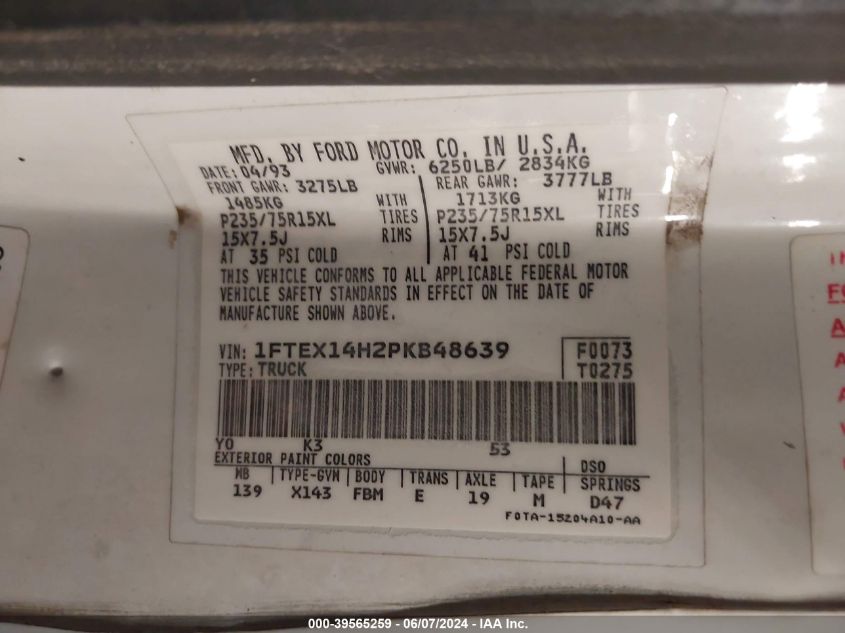 MFD. BY FORD MOTOR CO. IN U.S.A.
DATE: 04/93 GVWR: 6250LB/ 2834KG
FRONT GAWR: 3275LB REAR GAWR: 3777LB
1485KG WITH 1713KG WITH
P235/75R15XL TIRES P235/75R15XL TIRES
15X7.5J RIMS 15X7.5J RIMS
AT 35 PSI COLD AT 41 PSI COLD
THIS VEHICLE CONFORMS TO ALL APPLICABLE FEDERAL MOTOR
VEHICLE SAFETY STANDARDS IN EFFECT ON THE DATE OF
MANUFACTURE SHOWN ABOVE.
VIN: 1FTEX14H2PKB48639 F0073
TYPE: TRUCK T0275
YO K3 53
EXTERIOR PAINT COLORS DSO
WB TYPE-GVW BODY TRANS AXLE TAPE SPRINGS
139 X143 FBM E 19 M D47
F0TA-15204A10-AA
000-39565259 - 06/07/2024 - IAA Inc.